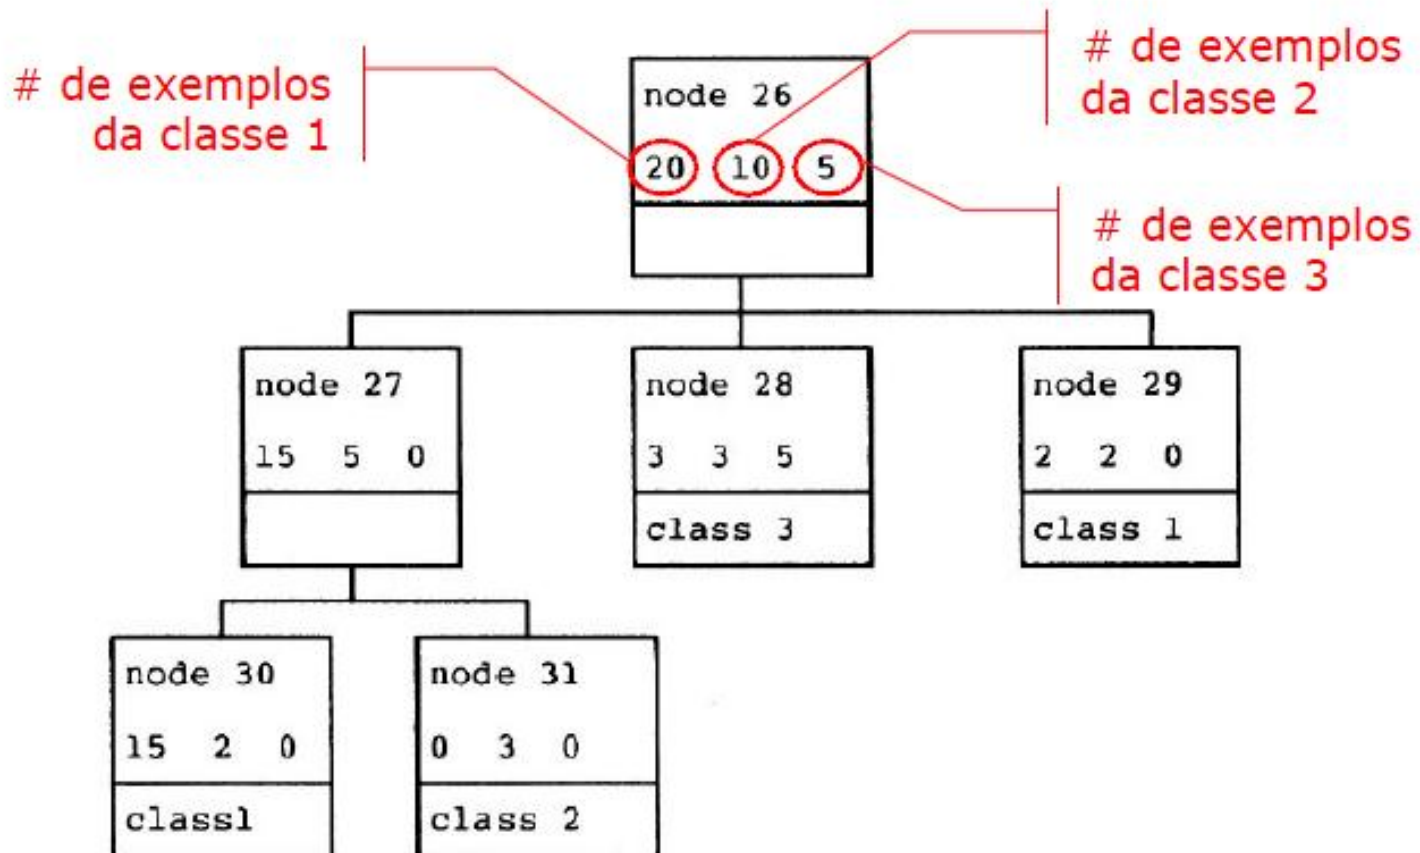 # de exemplos
da classe 1
# de exemplos
da classe 2
# de exemplos
da classe 3
node 26
20 10 5
node 27
15 5 0
node 28
3 3 5
class 3
node 29
2 2 0
class 1
node 30
15 2 0
class1
node 31
0 3 0
class 2